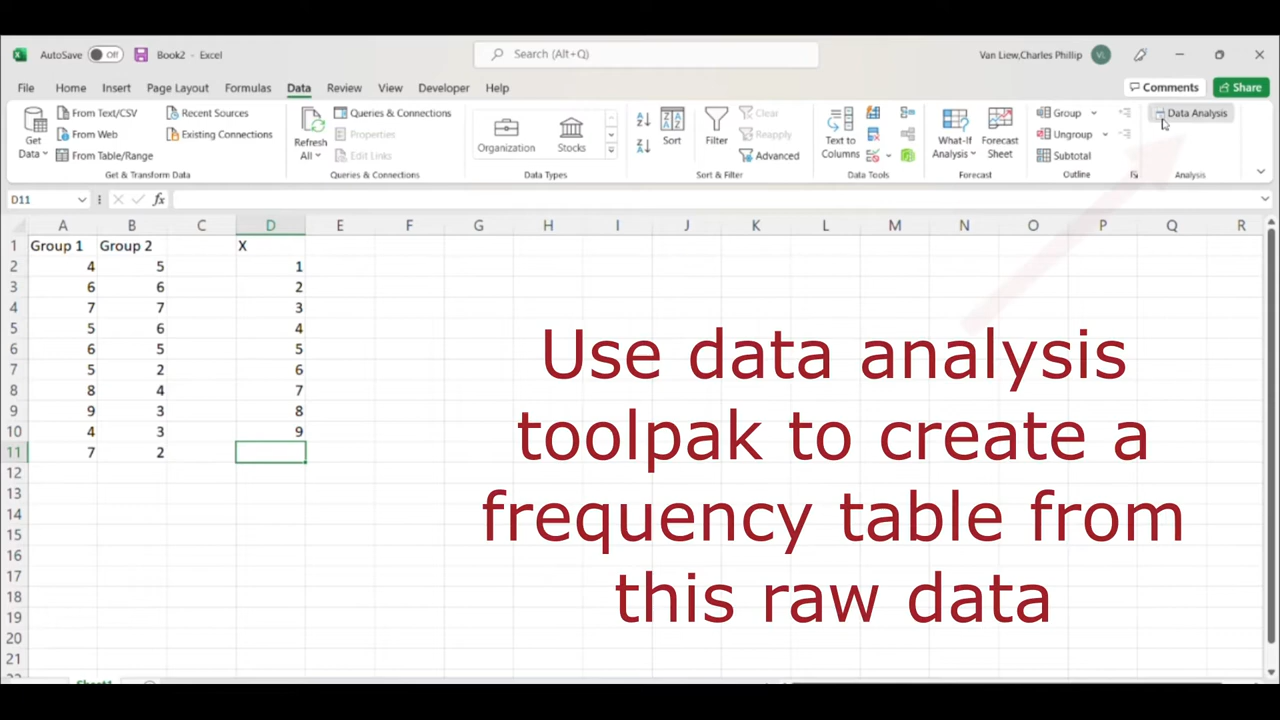 AutoSave Off Book2 - Excel Search (Alt+Q) Van Liew,Charles Phillip VL
File Home Insert Page Layout Formulas Data Review View Developer Help Comments Share
From Text/CSV Recent Sources Queries & Connections Clear Group Data Analysis
From Web Existing Connections Properties Reapply Ungroup
From Table/Range Edit Links Advanced Subtotal
Get Data Refresh All Organization Stocks Sort Filter Text to Columns What-If Analysis Forecast Sheet
Get & Transform Data Queries & Connections Data Types Sort & Filter Data Tools Forecast Outline Analysis
D11 fx
A B C D E F G H I J K L M N O P Q R
1 Group 1 Group 2 X
2 4 5 1
3 6 6 2
4 7 7 3
5 5 6 4
6 6 5 5
7 5 2 6
8 8 4 7
9 9 3 8
10 4 3 9
11 7 2
12
13
14
15
16
17
18
19
20
21
Use data analysis
toolpak to create a
frequency table from
this raw data